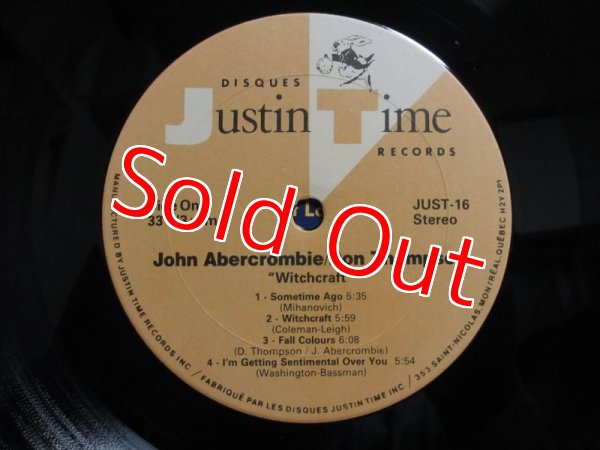 DISQUES
Justin Time
RECORDS
JUST-16
Stereo
Sold Out
John Abercrombie
"Witchcraft
1 - Sometime Ago 5:35
(Mihanovich)
2 - Witchcraft 5:59
(Coleman-Leigh)
3 - Fall Colours 6:08
(D. Thompson / J. Abercrombie)
4 - I'm Getting Sentimental Over You 5:54
(Washington-Bassman)
MANUFACTURED BY JUSTIN TIME RECORDS INC / FABRIQUÉ PAR LES DISQUES JUSTIN TIME INC / 353 SAINT-NICOLAS, MONTRÉAL, QUÉBEC H2Y 2P1